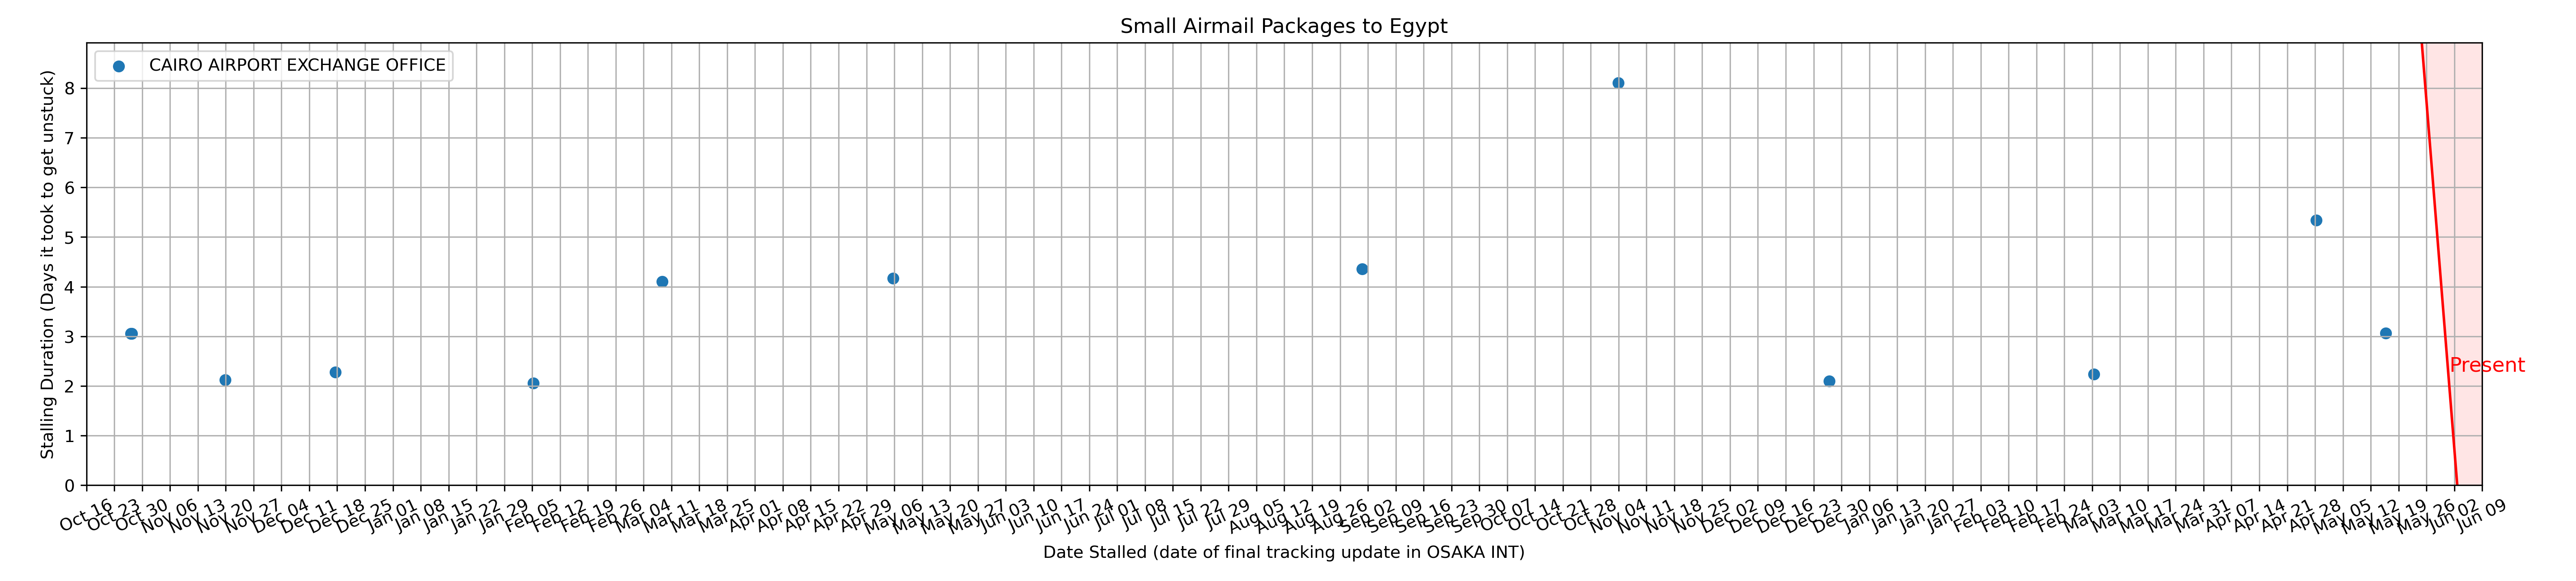 Small Airmail Packages to Egypt
CAIRO AIRPORT EXCHANGE OFFICE
Stalling Duration (Days it took to get unstuck)
8
7
6
5
4
3
2
1
0
Present
Oct 16 Oct 23 Oct 30 Nov 06 Nov 13 Nov 20 Nov 27 Dec 04 Dec 11 Dec 18 Dec 25 Jan 01 Jan 08 Jan 15 Jan 22 Jan 29 Feb 05 Feb 12 Feb 19 Feb 26 Mar 04 Mar 11 Mar 18 Mar 25 Apr 01 Apr 08 Apr 15 Apr 22 Apr 29 May 06 May 13 May 20 May 27 Jun 03 Jun 10 Jun 17 Jun 24 Jul 01 Jul 08 Jul 15 Jul 22 Jul 29 Aug 05 Aug 12 Aug 19 Aug 26 Sep 02 Sep 09 Sep 16 Sep 23 Sep 30 Oct 07 Oct 14 Oct 21 Oct 28 Nov 04 Nov 11 Nov 18 Nov 25 Dec 02 Dec 09 Dec 16 Dec 23 Dec 30 Jan 06 Jan 13 Jan 20 Jan 27 Feb 03 Feb 10 Feb 17 Feb 24 Mar 03 Mar 10 Mar 17 Mar 24 Mar 31 Apr 07 Apr 14 Apr 21 Apr 28 May 05 May 12 May 19 May 26 Jun 02 Jun 09
Date Stalled (date of final tracking update in OSAKA INT)